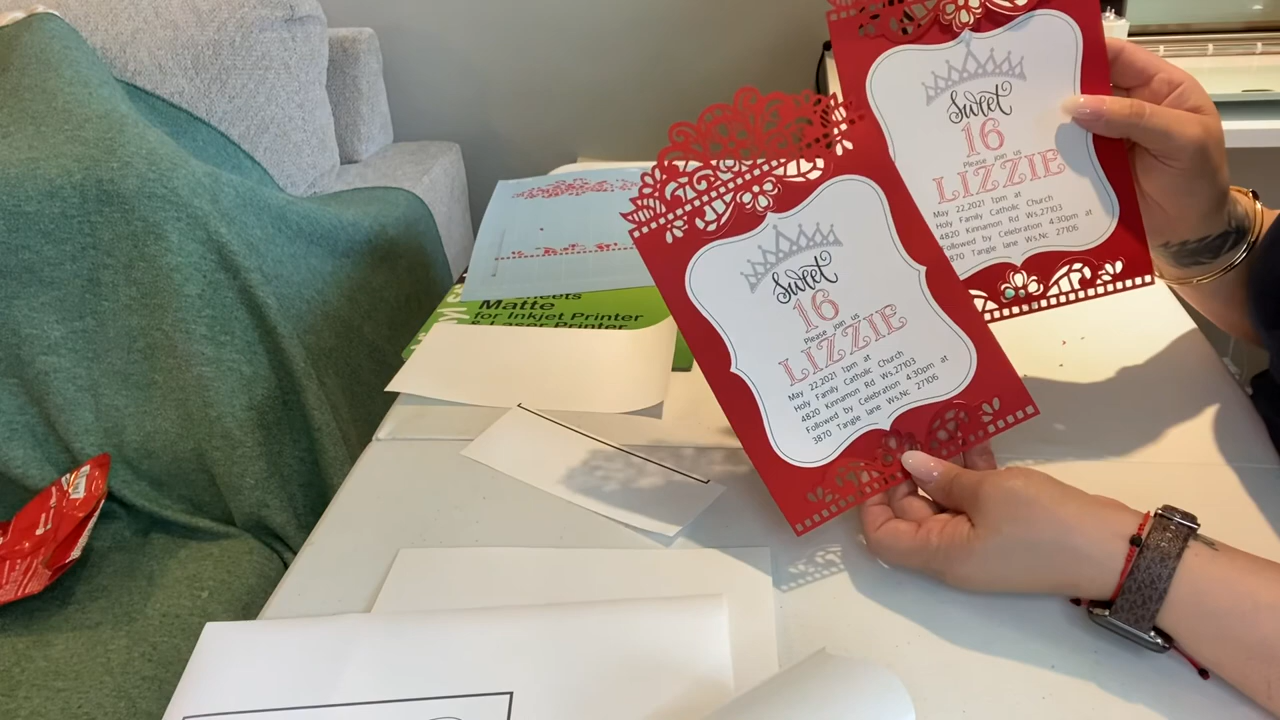 Sweet
16
Please join us
LIZZIE
May 22,2021 1pm at
Holy Family Catholic Church
4820 Kinnamon Rd Ws,27103
Followed by Celebration 4:30pm at
3870 Tangle lane Ws,Nc 27106
Sweet
16
Please join us
LIZZIE
May 22,2021 1pm at
Holy Family Catholic Church
4820 Kinnamon Rd Ws,27103
Followed by Celebration 4:30pm at
870 Tangle lane Ws,Nc 27106
Matte
for Inkjet Printer
& Laser Printer